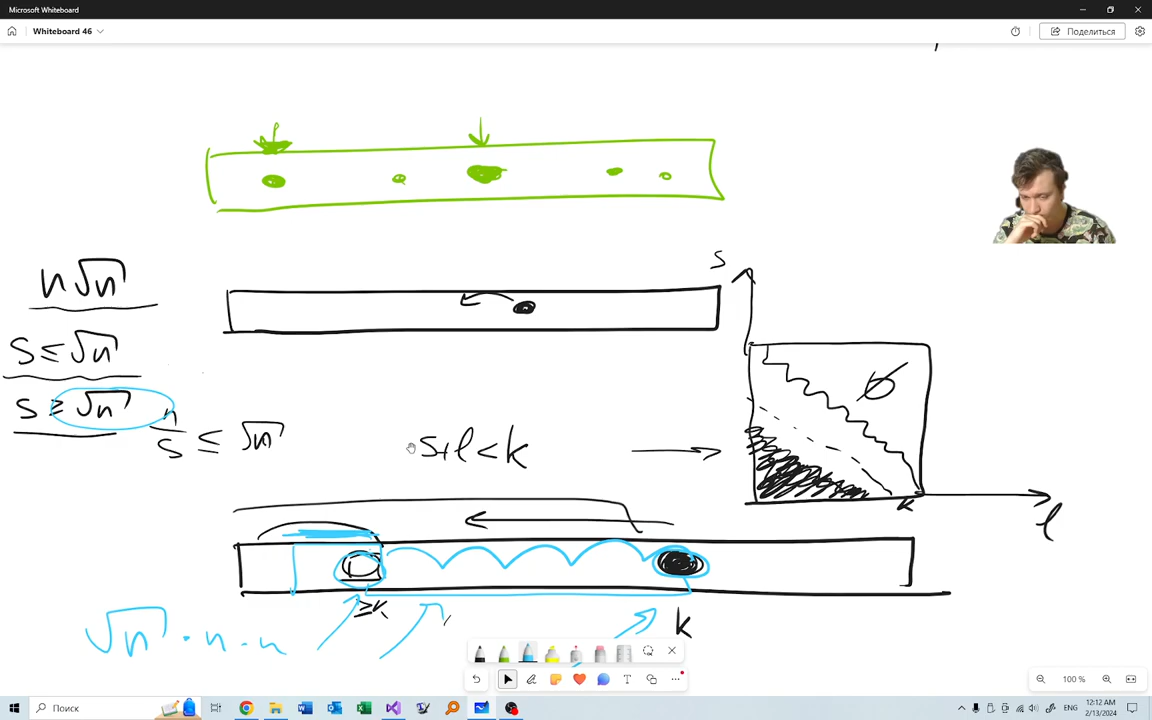 Microsoft Whiteboard
Whiteboard 46
Поделиться
n√n
s ≤ √n
s ≥ √n
n/s ≤ √n
s+l<k
s
k
l
≥k
k
√n · n · n
100 %
Поиск
ENG
12:12 AM
2/13/2024